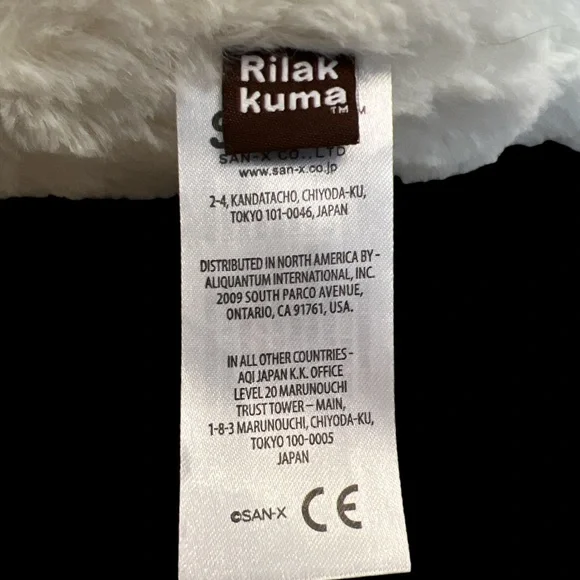 Rilak
kuma™
SAN-X CO., LTD
www.san-x.co.jp
2-4, KANDATACHO, CHIYODA-KU,
TOKYO 101-0046, JAPAN
DISTRIBUTED IN NORTH AMERICA BY -
ALIQUANTUM INTERNATIONAL, INC.
2009 SOUTH PARCO AVENUE,
ONTARIO, CA 91761, USA.
IN ALL OTHER COUNTRIES -
AQI JAPAN K.K. OFFICE
LEVEL 20 MARUNOUCHI
TRUST TOWER – MAIN,
1-8-3 MARUNOUCHI, CHIYODA-KU,
TOKYO 100-0005
JAPAN
©SAN-X CE